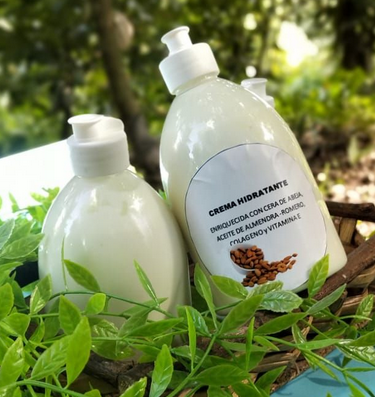 CREMA HIDRATANTE
ENRIQUECIDA CON CERA DE ABEJA,
ACEITE DE ALMENDRA -ROMERO,
COLAGENO y VITAMINA E